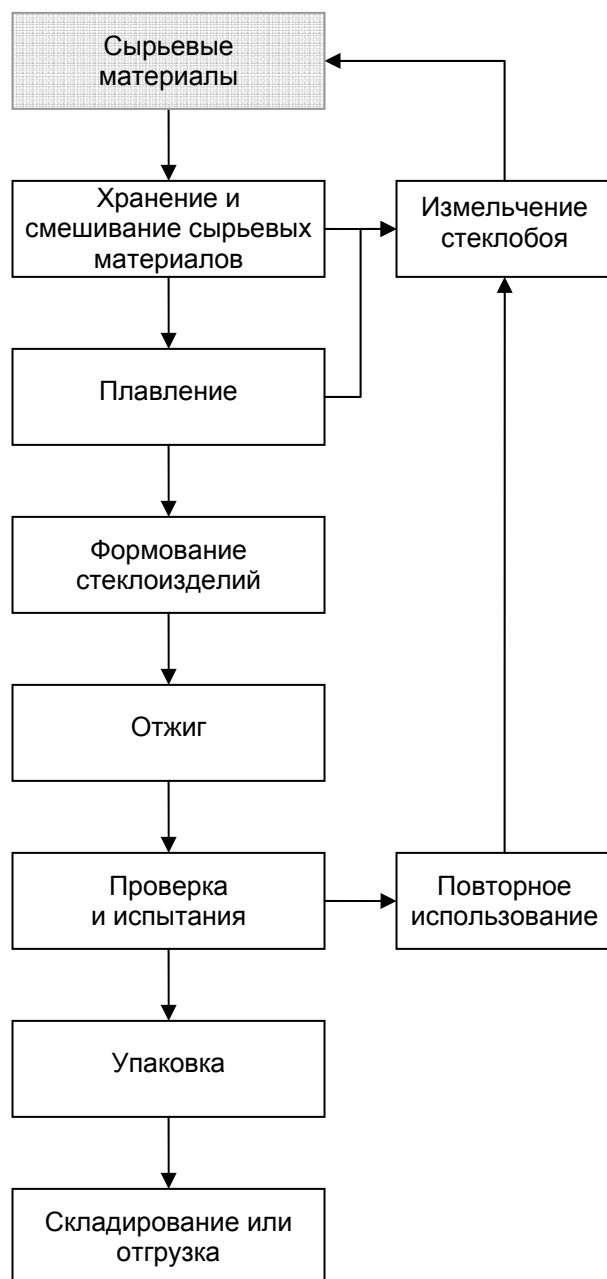 Сырьевые
материалы
Хранение и
смешивание сырьевых
материалов
Измельчение
стеклобоя
Плавление
Формование
стеклоизделий
Отжиг
Проверка
и испытания
Повторное
использование
Упаковка
Складирование или
отгрузка